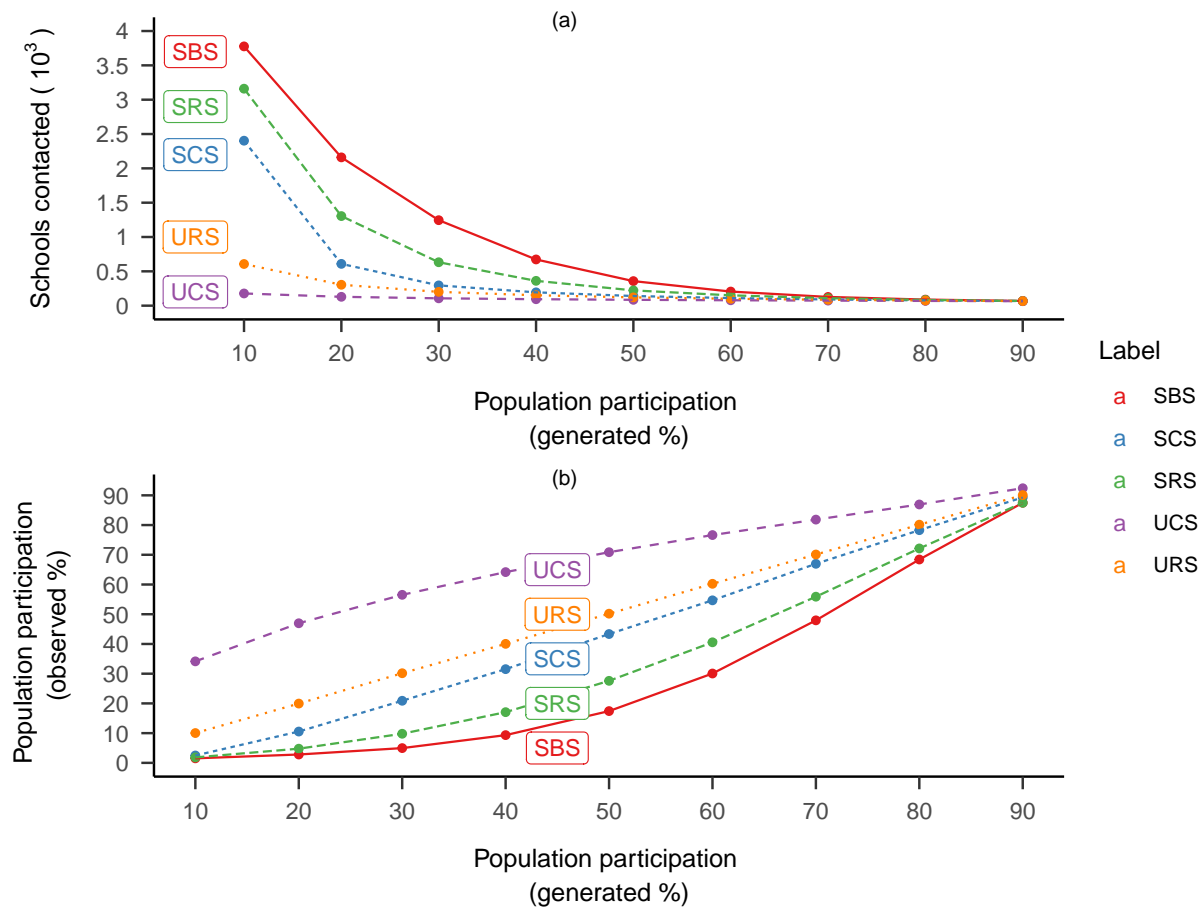 (a)
Schools contacted ( 10³)
4
3.5
3
2.5
2
1.5
1
0.5
0
SBS
SRS
SCS
URS
UCS
10 20 30 40 50 60 70 80 90
Population participation
(generated %)
(b)
Population participation
(observed %)
90
80
70
60
50
40
30
20
10
0
UCS
URS
SCS
SRS
SBS
10 20 30 40 50 60 70 80 90
Population participation
(generated %)
Label
a SBS
a SCS
a SRS
a UCS
a URS